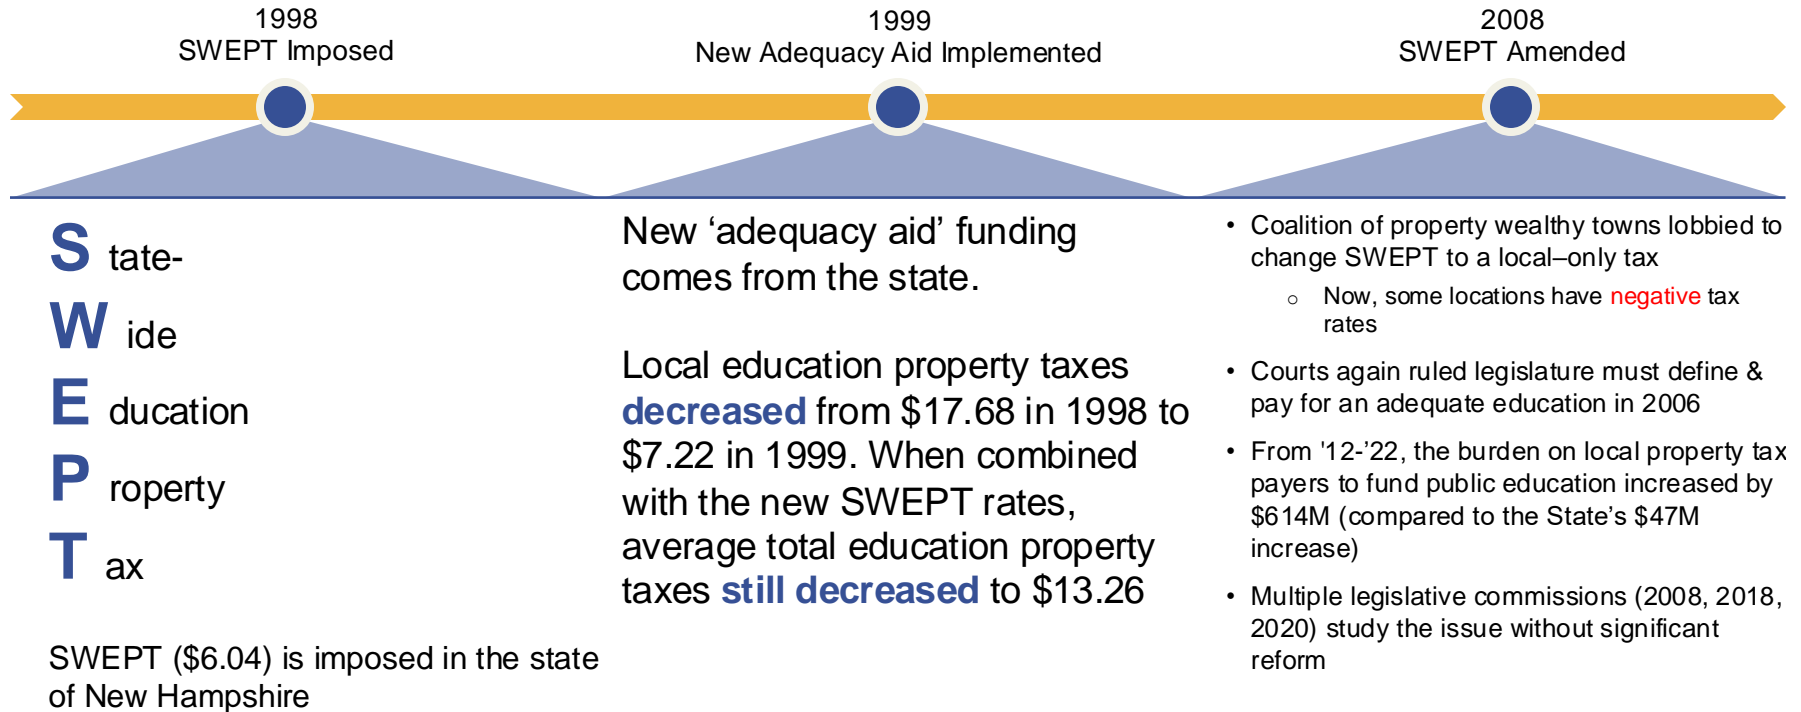 1998
SWEPT Imposed
1999
New Adequacy Aid Implemented
2008
SWEPT Amended
S tate-
W ide
E ducation
P roperty
T ax
SWEPT ($6.04) is imposed in the state
of New Hampshire
New ‘adequacy aid’ funding
comes from the state.
Local education property taxes
decreased from $17.68 in 1998 to
$7.22 in 1999. When combined
with the new SWEPT rates,
average total education property
taxes still decreased to $13.26
• Coalition of property wealthy towns lobbied to
change SWEPT to a local–only tax
o Now, some locations have negative tax
rates
• Courts again ruled legislature must define &
pay for an adequate education in 2006
• From '12-’22, the burden on local property tax
payers to fund public education increased by
$614M (compared to the State’s $47M
increase)
• Multiple legislative commissions (2008, 2018,
2020) study the issue without significant
reform